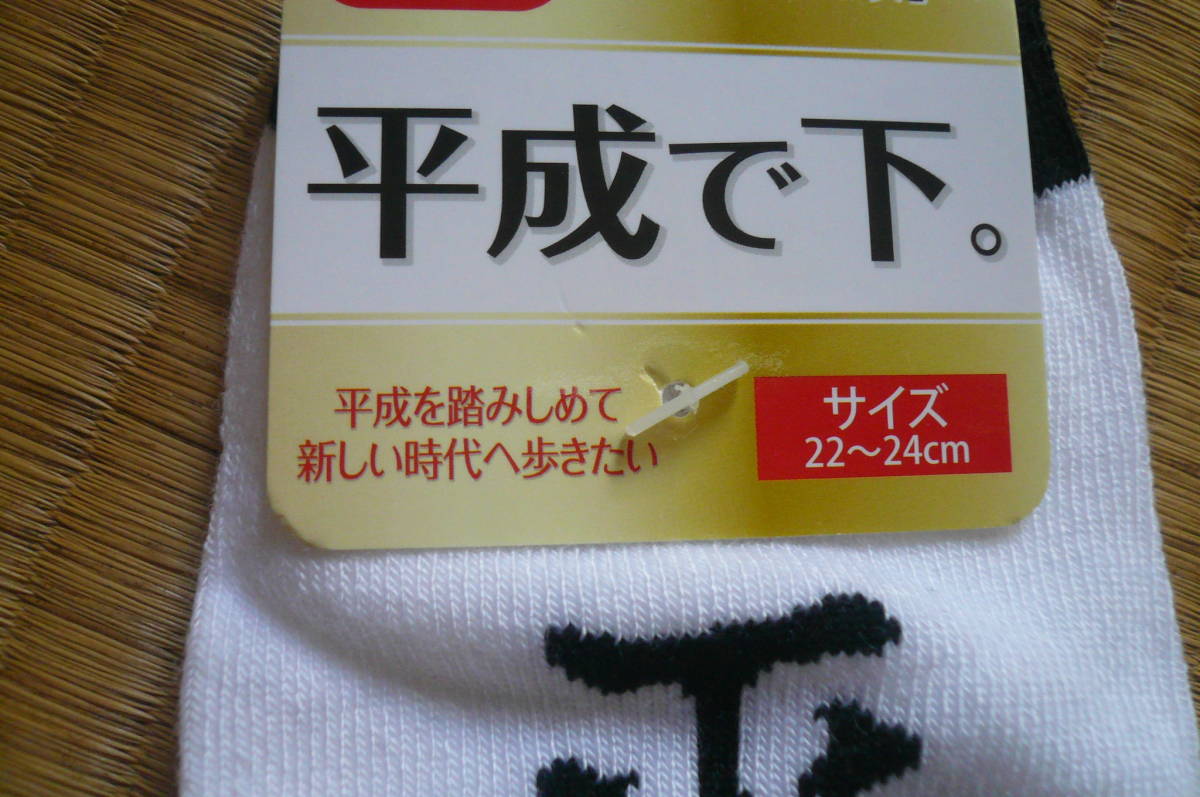 平成で下。
平成を踏みしめて
新しい時代へ歩きたい
サイズ
22～24cm